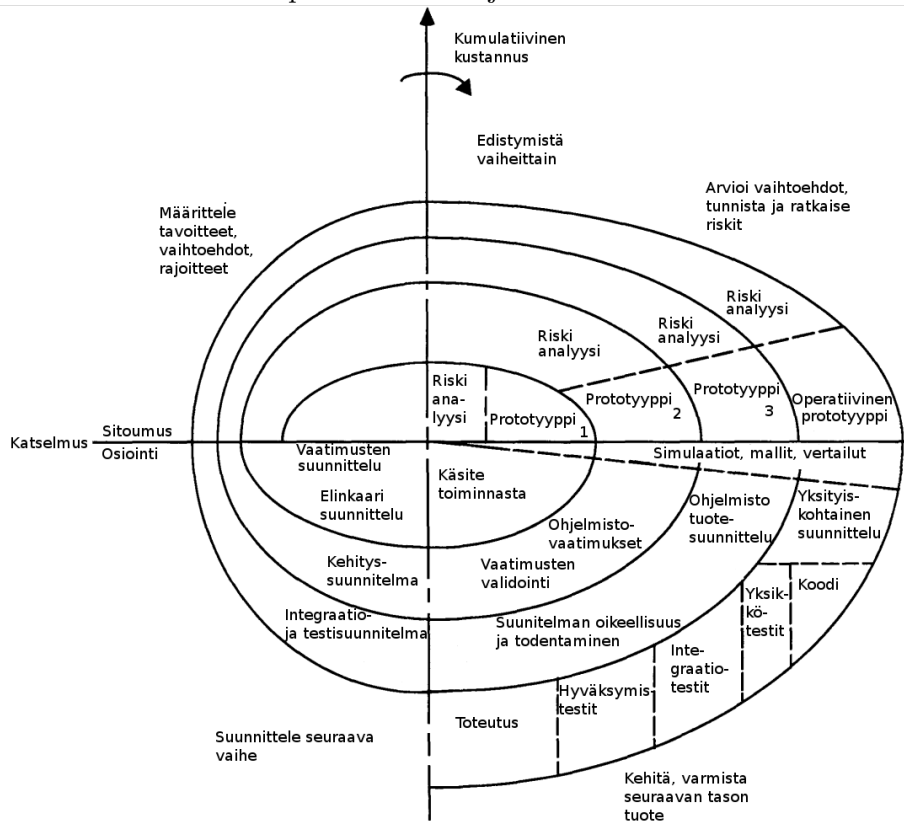 Kumulatiivinen
kustannus
Edistymistä
vaiheittain
Arvioi vaihtoehdot,
tunnista ja ratkaise
riskit
Määrittele
tavoitteet,
vaihtoehdot,
rajoitteet
Riski
analyysi
Riski
analyysi
Riski
analyysi
Riski
ana-
lyysi
Prototyyppi
1
Prototyyppi
2
Prototyyppi
3
Operatiivinen
prototyyppi
Katselmus
Sitoumus
Osiointi
Vaatimusten
suunnittelu
Elinkaari
suunnittelu
Käsite
toiminnasta
Simulaatiot, mallit, vertailut
Ohjelmisto-
vaatimukset
Ohjelmisto
tuote-
suunnittelu
Yksityis-
kohtainen
suunnittelu
Kehitys-
suunnitelma
Vaatimusten
validointi
Integraatio-
ja testisuunnitelma
Suunitelman oikeellisuus
ja todentaminen
Yksik-
kö-
testit
Koodi
Inte-
graatio-
testit
Hyväksymis-
testit
Toteutus
Suunnittele seuraava
vaihe
Kehitä, varmista
seuraavan tason
tuote